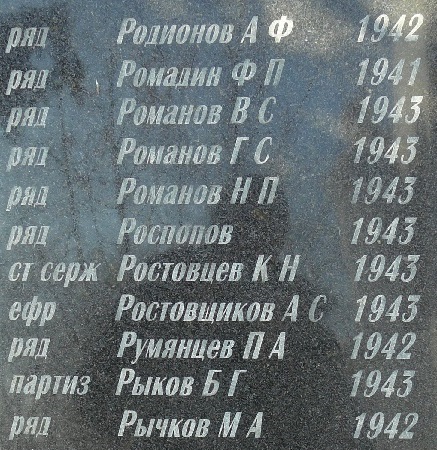 ряд Родионов А Ф 1942
ряд Ромадин Ф П 1941
ряд Романов В С 1943
ряд Романов Г С 1943
ряд Романов Н П 1943
ряд Роспопов 1943
ст серж Ростовцев К Н 1943
ефр Ростовщиков А С 1943
ряд Румянцев П А 1942
партиз Рыков Б Г 1943
ряд Рычков М А 1942